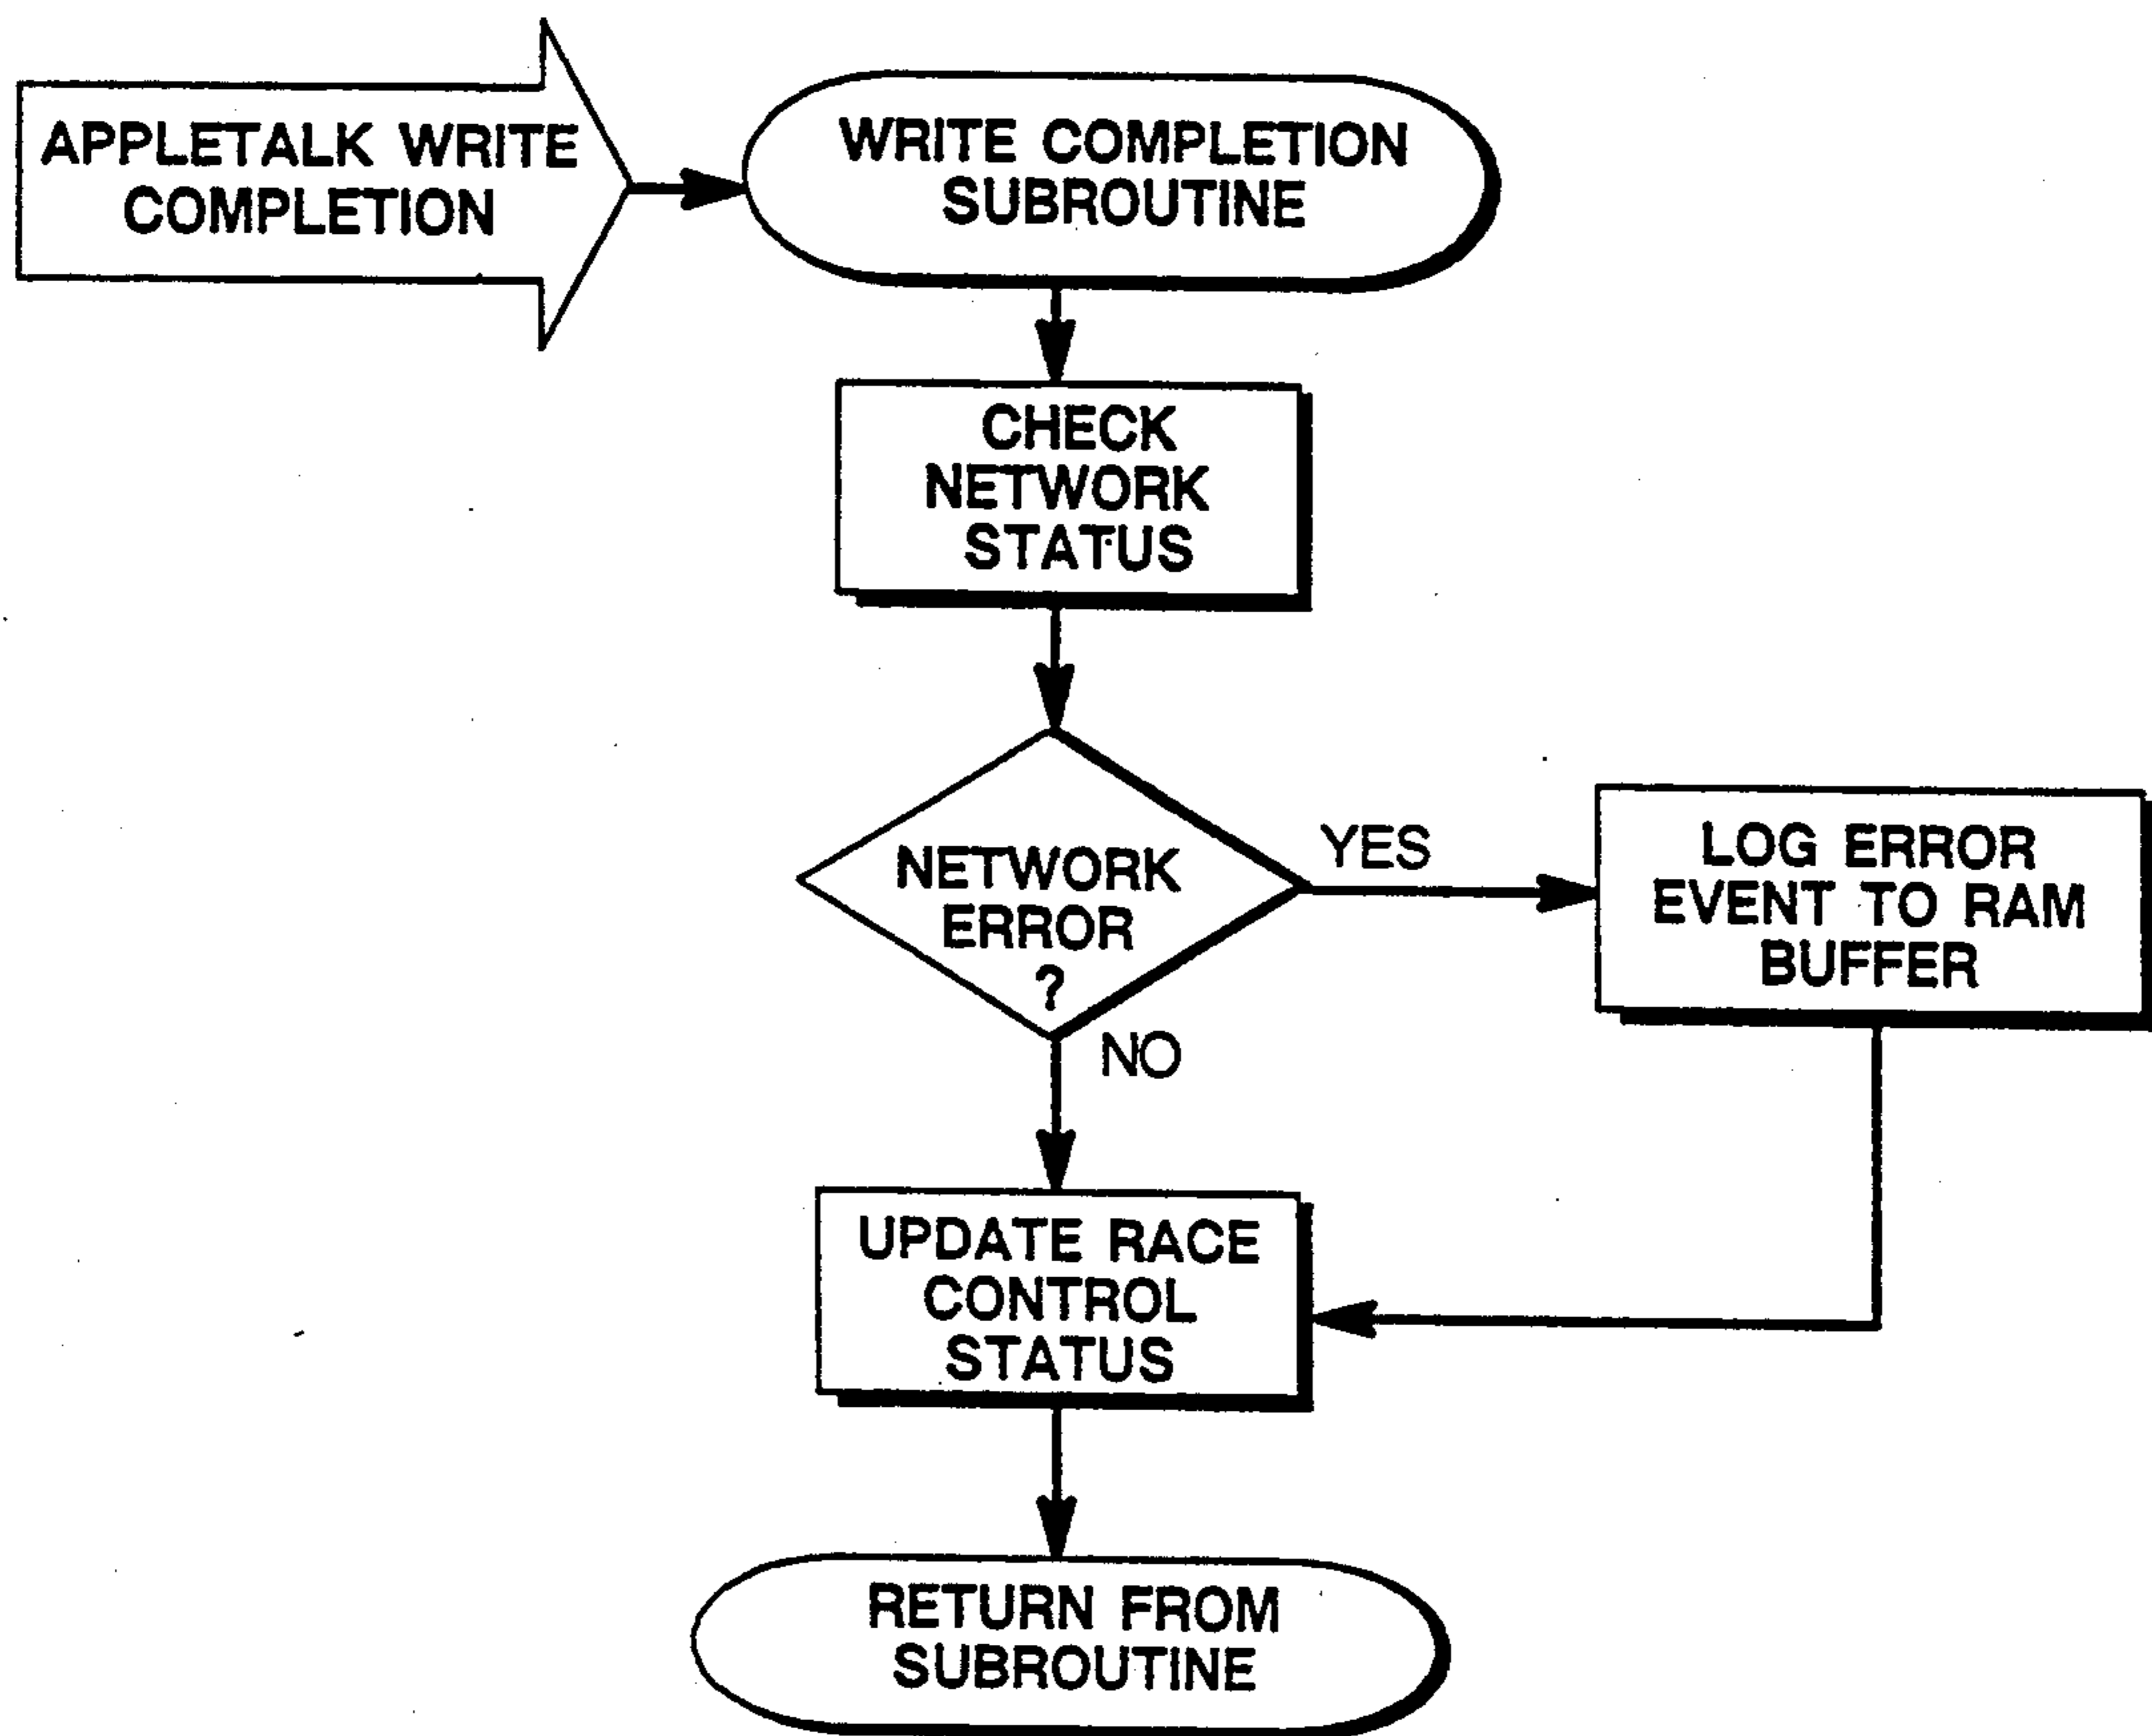 APPLETALK WRITE
COMPLETION
WRITE COMPLETION
SUBROUTINE
CHECK
NETWORK
STATUS
NETWORK
ERROR
?
YES
LOG ERROR
EVENT TO RAM
BUFFER
NO
UPDATE RACE
CONTROL
STATUS
RETURN FROM
SUBROUTINE